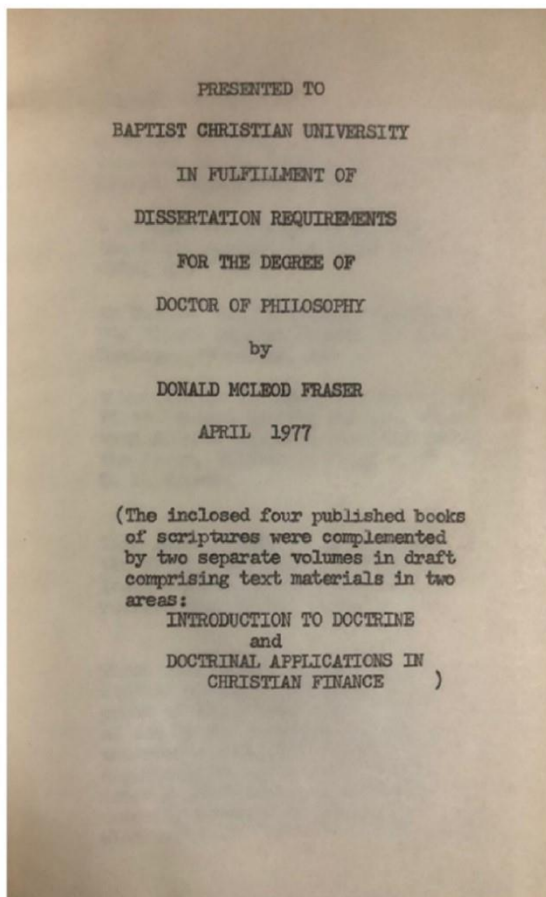 PRESENTED TO
BAPTIST CHRISTIAN UNIVERSITY
IN FULFILLMENT OF
DISSERTATION REQUIREMENTS
FOR THE DEGREE OF
DOCTOR OF PHILOSOPHY
by
DONALD MCLEOD FRASER
APRIL 1977
(The inclosed four published books
of scriptures were complemented
by two separate volumes in draft
comprising text materials in two
areas:
INTRODUCTION TO DOCTRINE
and
DOCTRINAL APPLICATIONS IN
CHRISTIAN FINANCE )